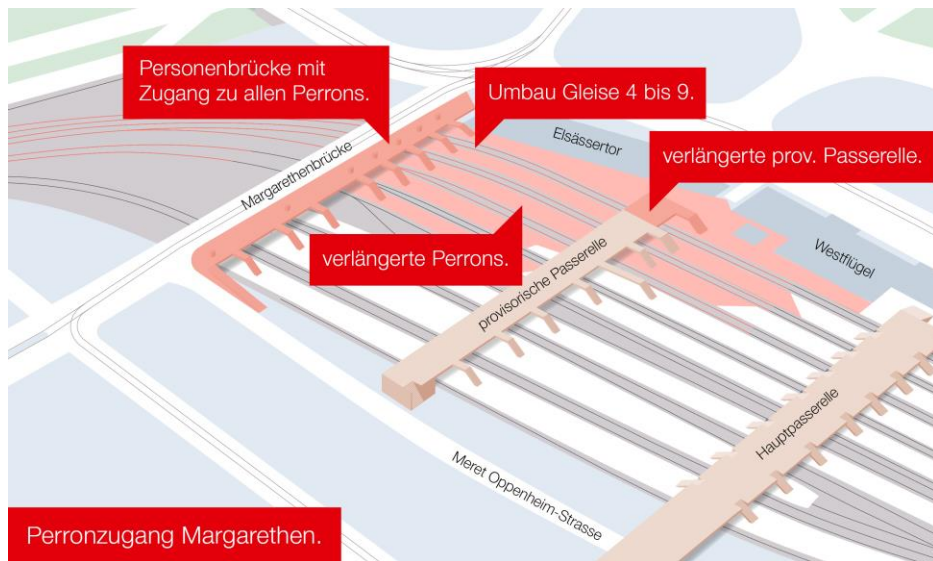 Personenbrücke mit
Zugang zu allen Perrons.
Umbau Gleise 4 bis 9.
Elsässertor
verlängerte prov. Passerelle.
Margarethenbrücke
verlängerte Perrons.
Westflügel
provisorische Passerelle
Hauptpasserelle
Meret Oppenheim-Strasse
Perronzugang Margarethen.